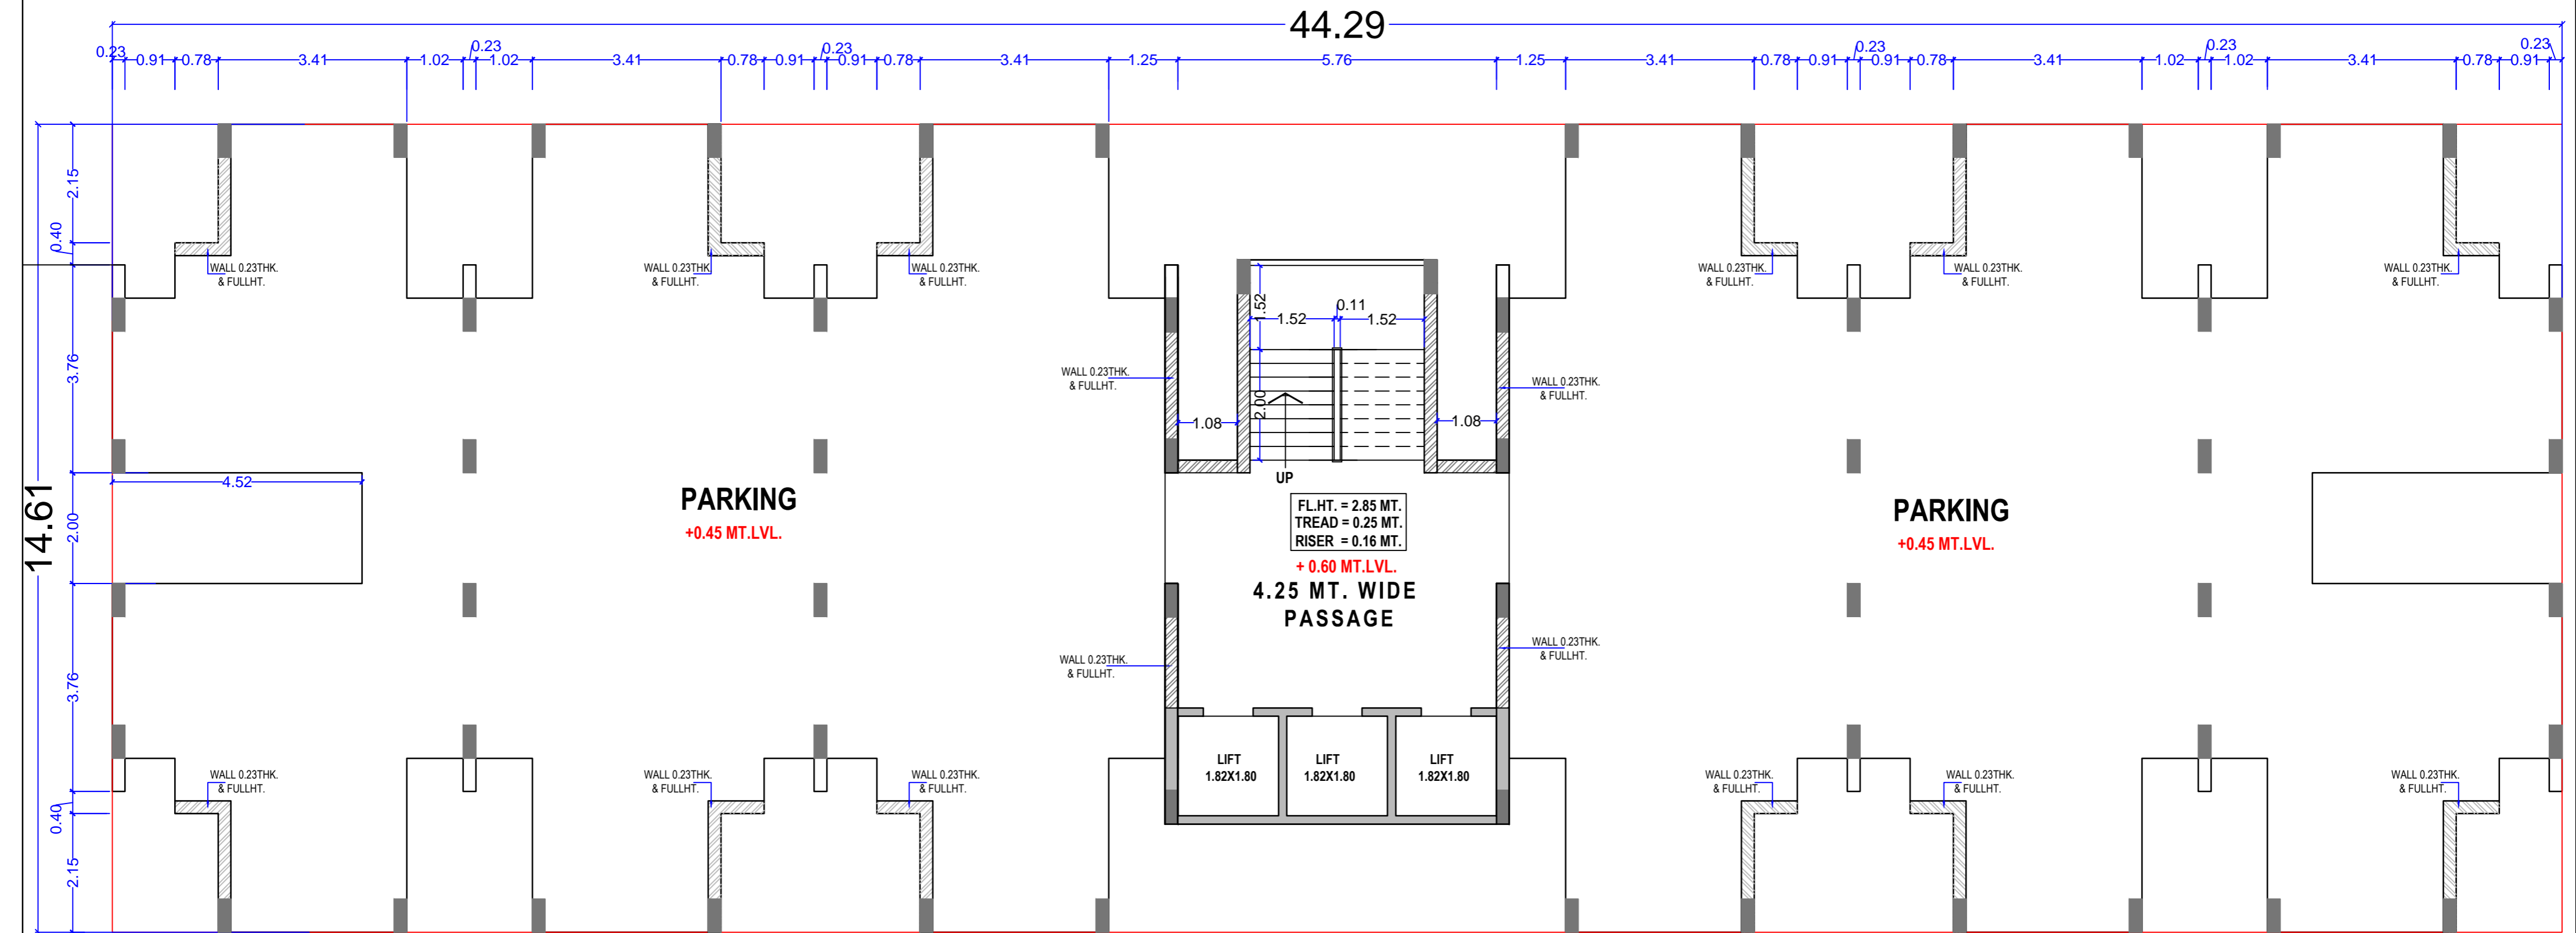 44.29
0.23
0.91
0.78
3.41
1.02
0.23
1.02
3.41
0.78
0.91
0.23
0.91
0.78
3.41
1.25
5.76
1.25
3.41
0.78
0.91
0.23
0.91
0.78
3.41
1.02
0.23
1.02
3.41
0.78
0.91
0.23
14.61
2.15
0.40
3.76
2.00
3.76
0.40
2.15
4.52
WALL 0.23THK.
& FULLHT.
WALL 0.23THK.
& FULLHT.
WALL 0.23THK.
& FULLHT.
WALL 0.23THK.
& FULLHT.
WALL 0.23THK.
& FULLHT.
WALL 0.23THK.
& FULLHT.
1.52
0.11
1.52
1.52
2.00
1.08
1.08
UP
WALL 0.23THK.
& FULLHT.
WALL 0.23THK.
& FULLHT.
PARKING
+0.45 MT.LVL.
FL.HT. = 2.85 MT.
TREAD = 0.25 MT.
RISER = 0.16 MT.
+ 0.60 MT.LVL.
4.25 MT. WIDE
PASSAGE
PARKING
+0.45 MT.LVL.
WALL 0.23THK.
& FULLHT.
WALL 0.23THK.
& FULLHT.
LIFT
1.82X1.80
LIFT
1.82X1.80
LIFT
1.82X1.80
WALL 0.23THK.
& FULLHT.
WALL 0.23THK.
& FULLHT.
WALL 0.23THK.
& FULLHT.
WALL 0.23THK.
& FULLHT.
WALL 0.23THK.
& FULLHT.
WALL 0.23THK.
& FULLHT.